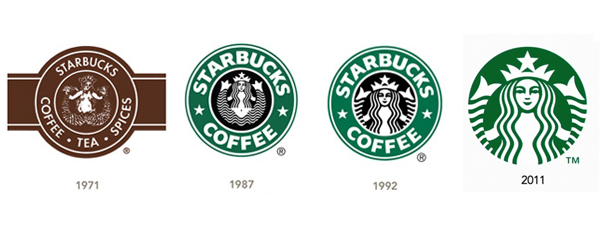 STARBUCKS
COFFEE • TEA • SPICES
®
1971
STARBUCKS
COFFEE
®
1987
STARBUCKS
COFFEE
®
1992
TM
2011